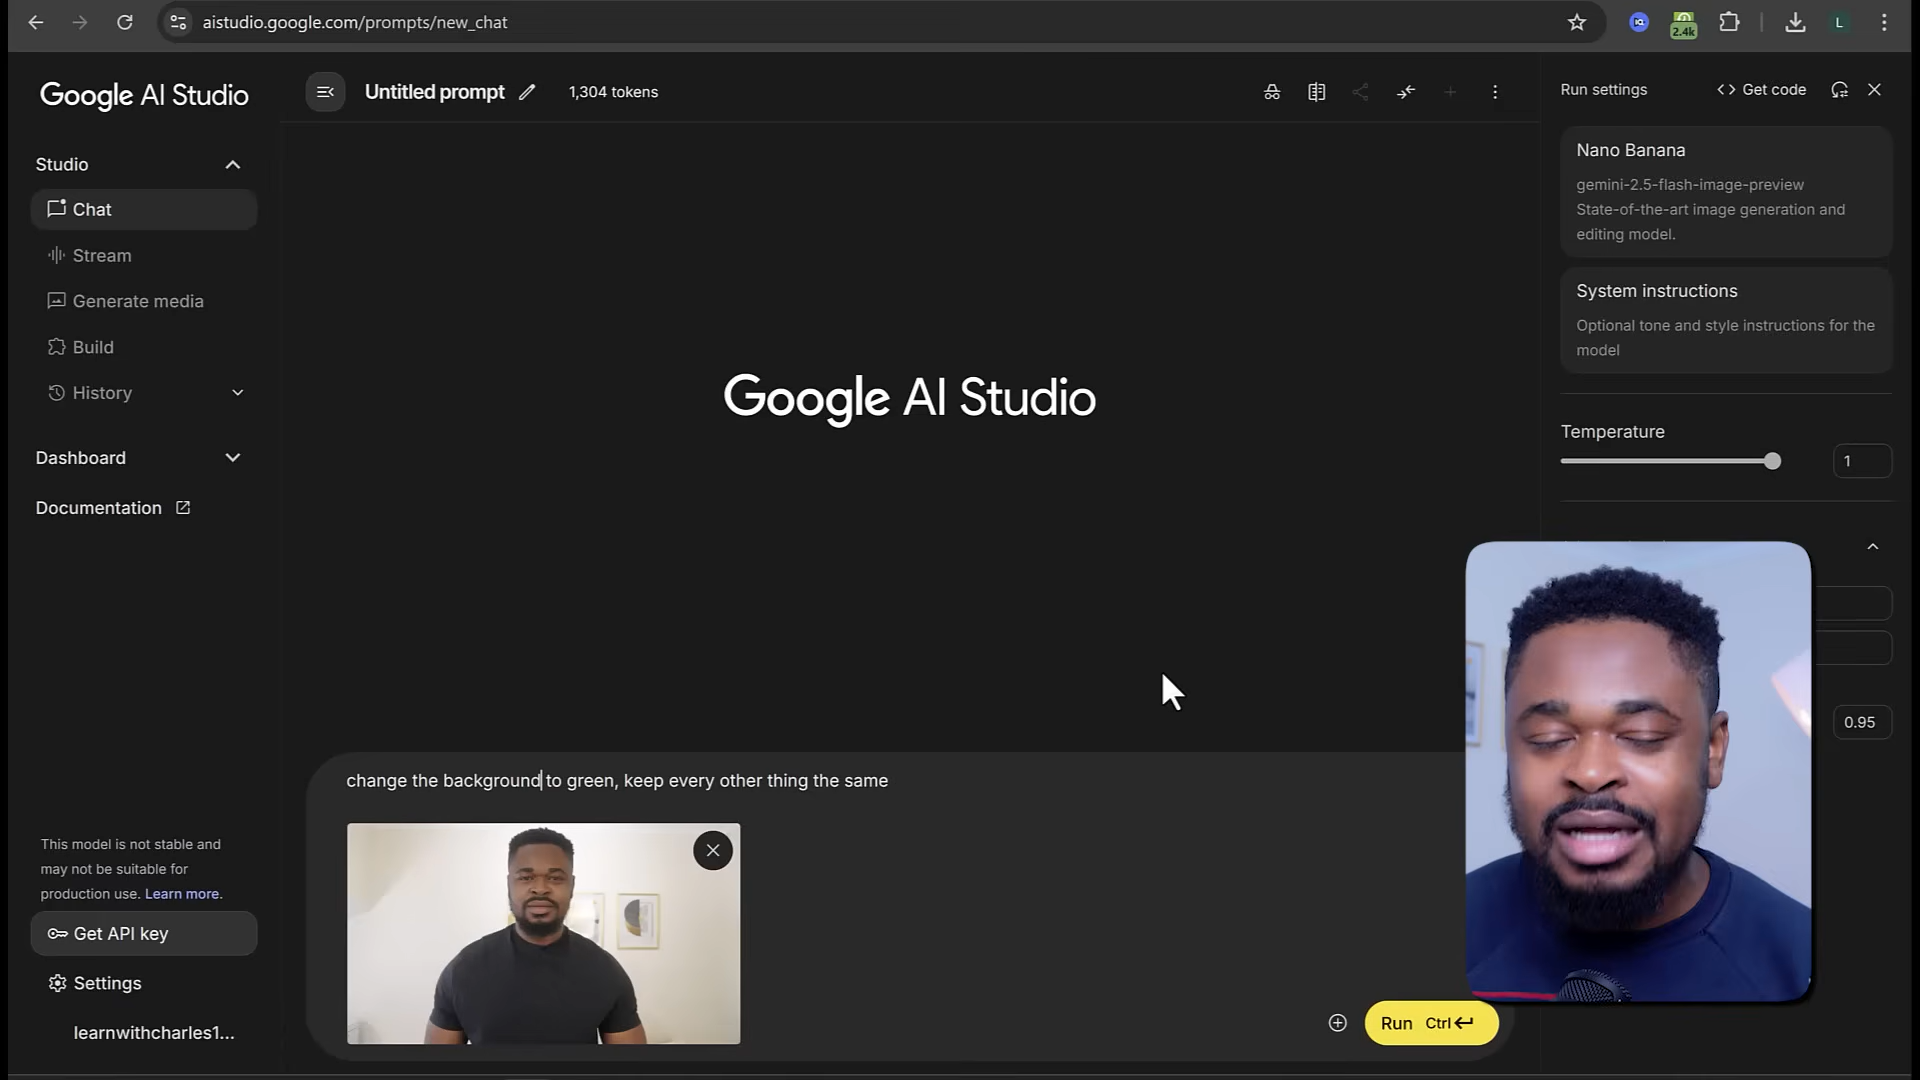 aistudio.google.com/prompts/new_chat
2.4k
L
Google AI Studio
Untitled prompt
1,304 tokens
Run settings
Get code
Studio
Chat
Stream
Generate media
Build
History
Dashboard
Documentation
Nano Banana
gemini-2.5-flash-image-preview
State-of-the-art image generation and
editing model.
System instructions
Optional tone and style instructions for the
model
Google AI Studio
Temperature
1
0.95
change the background to green, keep every other thing the same
This model is not stable and
may not be suitable for
production use. Learn more.
Get API key
Settings
learnwithcharles1...
Run Ctrl